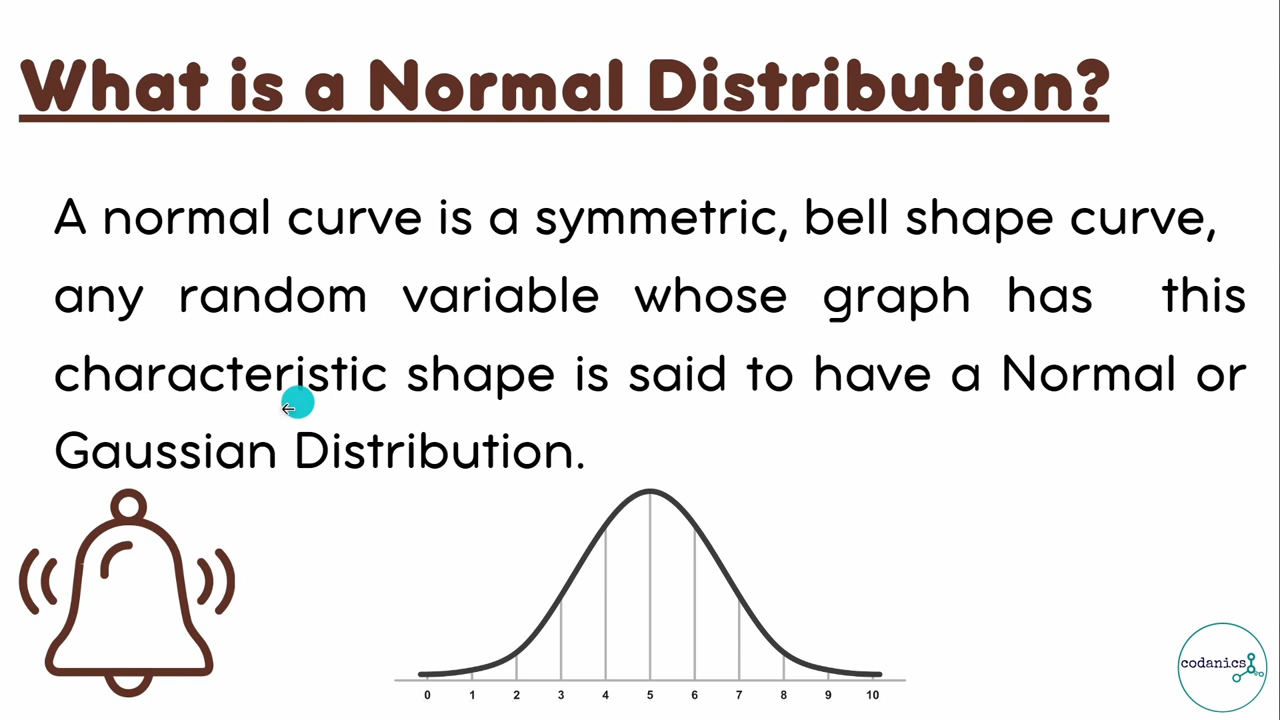 What is a Normal Distribution?
A normal curve is a symmetric, bell shape curve,
any random variable whose graph has this
characteristic shape is said to have a Normal or
Gaussian Distribution.
0 1 2 3 4 5 6 7 8 9 10
codanics